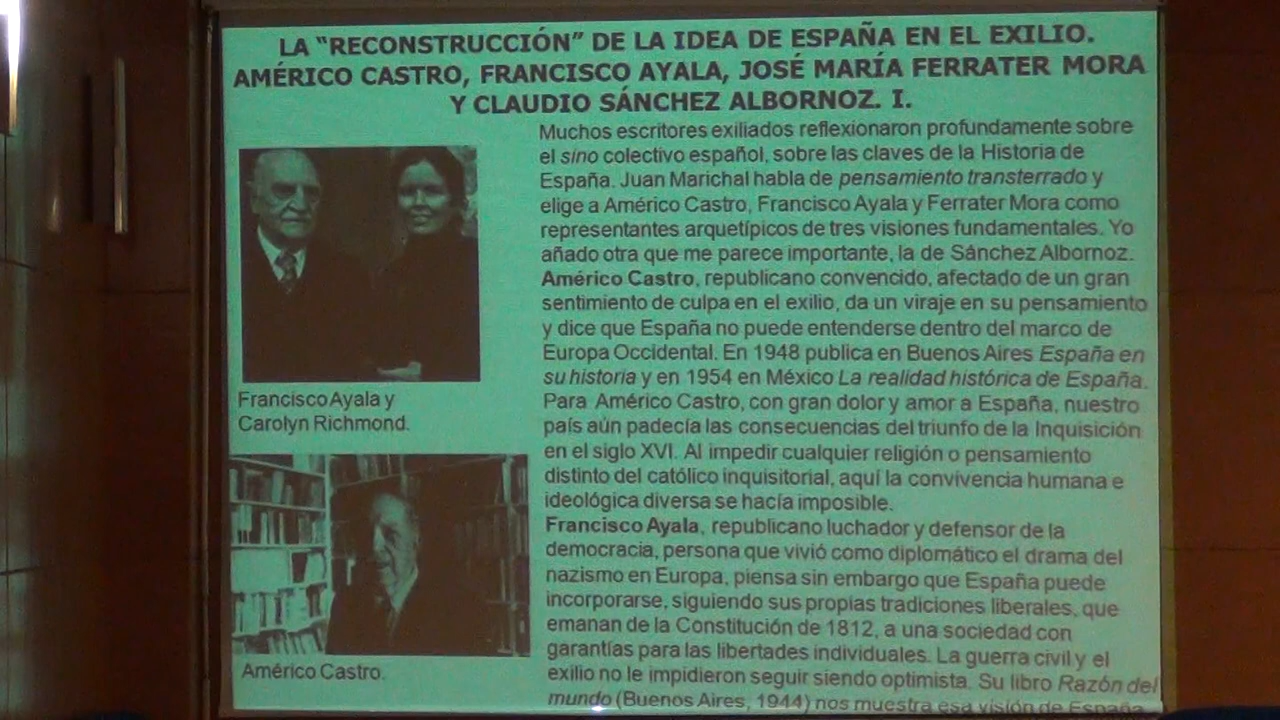 LA “RECONSTRUCCIÓN” DE LA IDEA DE ESPAÑA EN EL EXILIO.
AMÉRICO CASTRO, FRANCISCO AYALA, JOSÉ MARÍA FERRATER MORA
Y CLAUDIO SÁNCHEZ ALBORNOZ. I.
Francisco Ayala y
Carolyn Richmond.
Américo Castro.
Muchos escritores exiliados reflexionaron profundamente sobre
el sino colectivo español, sobre las claves de la Historia de
España. Juan Marichal habla de pensamiento transterrado y
elige a Américo Castro, Francisco Ayala y Ferrater Mora como
representantes arquetípicos de tres visiones fundamentales. Yo
añado otra que me parece importante, la de Sánchez Albornoz.
Américo Castro, republicano convencido, afectado de un gran
sentimiento de culpa en el exilio, da un viraje en su pensamiento
y dice que España no puede entenderse dentro del marco de
Europa Occidental. En 1948 publica en Buenos Aires España en
su historia y en 1954 en México La realidad histórica de España.
Para Américo Castro, con gran dolor y amor a España, nuestro
país aún padecía las consecuencias del triunfo de la Inquisición
en el siglo XVI. Al impedir cualquier religión o pensamiento
distinto del católico inquisitorial, aquí la convivencia humana e
ideológica diversa se hacía imposible.
Francisco Ayala, republicano luchador y defensor de la
democracia, persona que vivió como diplomático el drama del
nazismo en Europa, piensa sin embargo que España puede
incorporarse, siguiendo sus propias tradiciones liberales, que
emanan de la Constitución de 1812, a una sociedad con
garantías para las libertades individuales. La guerra civil y el
exilio no le impidieron seguir siendo optimista. Su libro Razón del
mundo (Buenos Aires, 1944) nos muestra esa visión de España